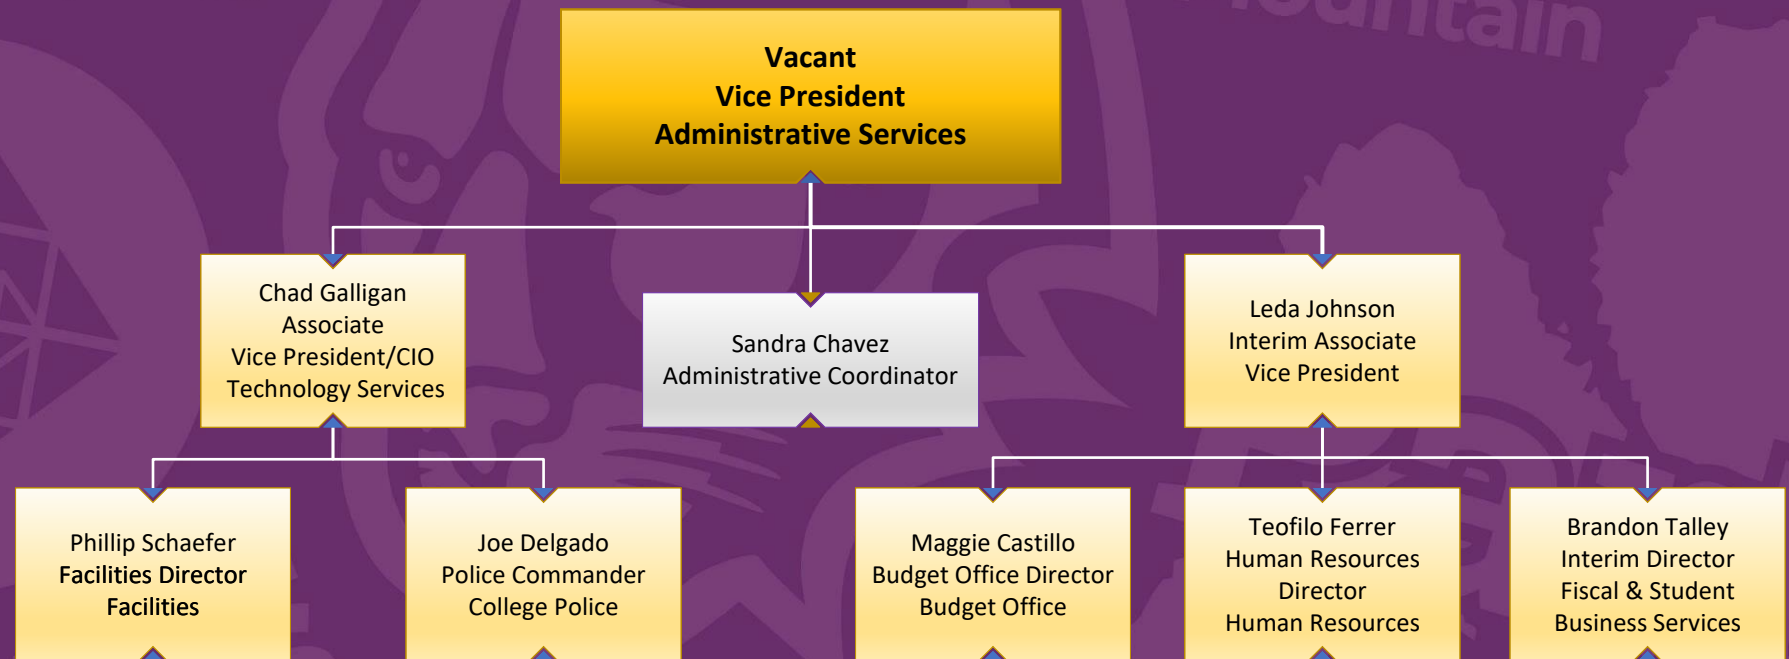 Mountain
Vacant
Vice President
Administrative Services
Chad Galligan
Associate
Vice President/CIO
Technology Services
Sandra Chavez
Administrative Coordinator
Leda Johnson
Interim Associate
Vice President
Phillip Schaefer
Facilities Director
Facilities
Joe Delgado
Police Commander
College Police
Maggie Castillo
Budget Office Director
Budget Office
Teofilo Ferrer
Human Resources
Director
Human Resources
Brandon Talley
Interim Director
Fiscal & Student
Business Services